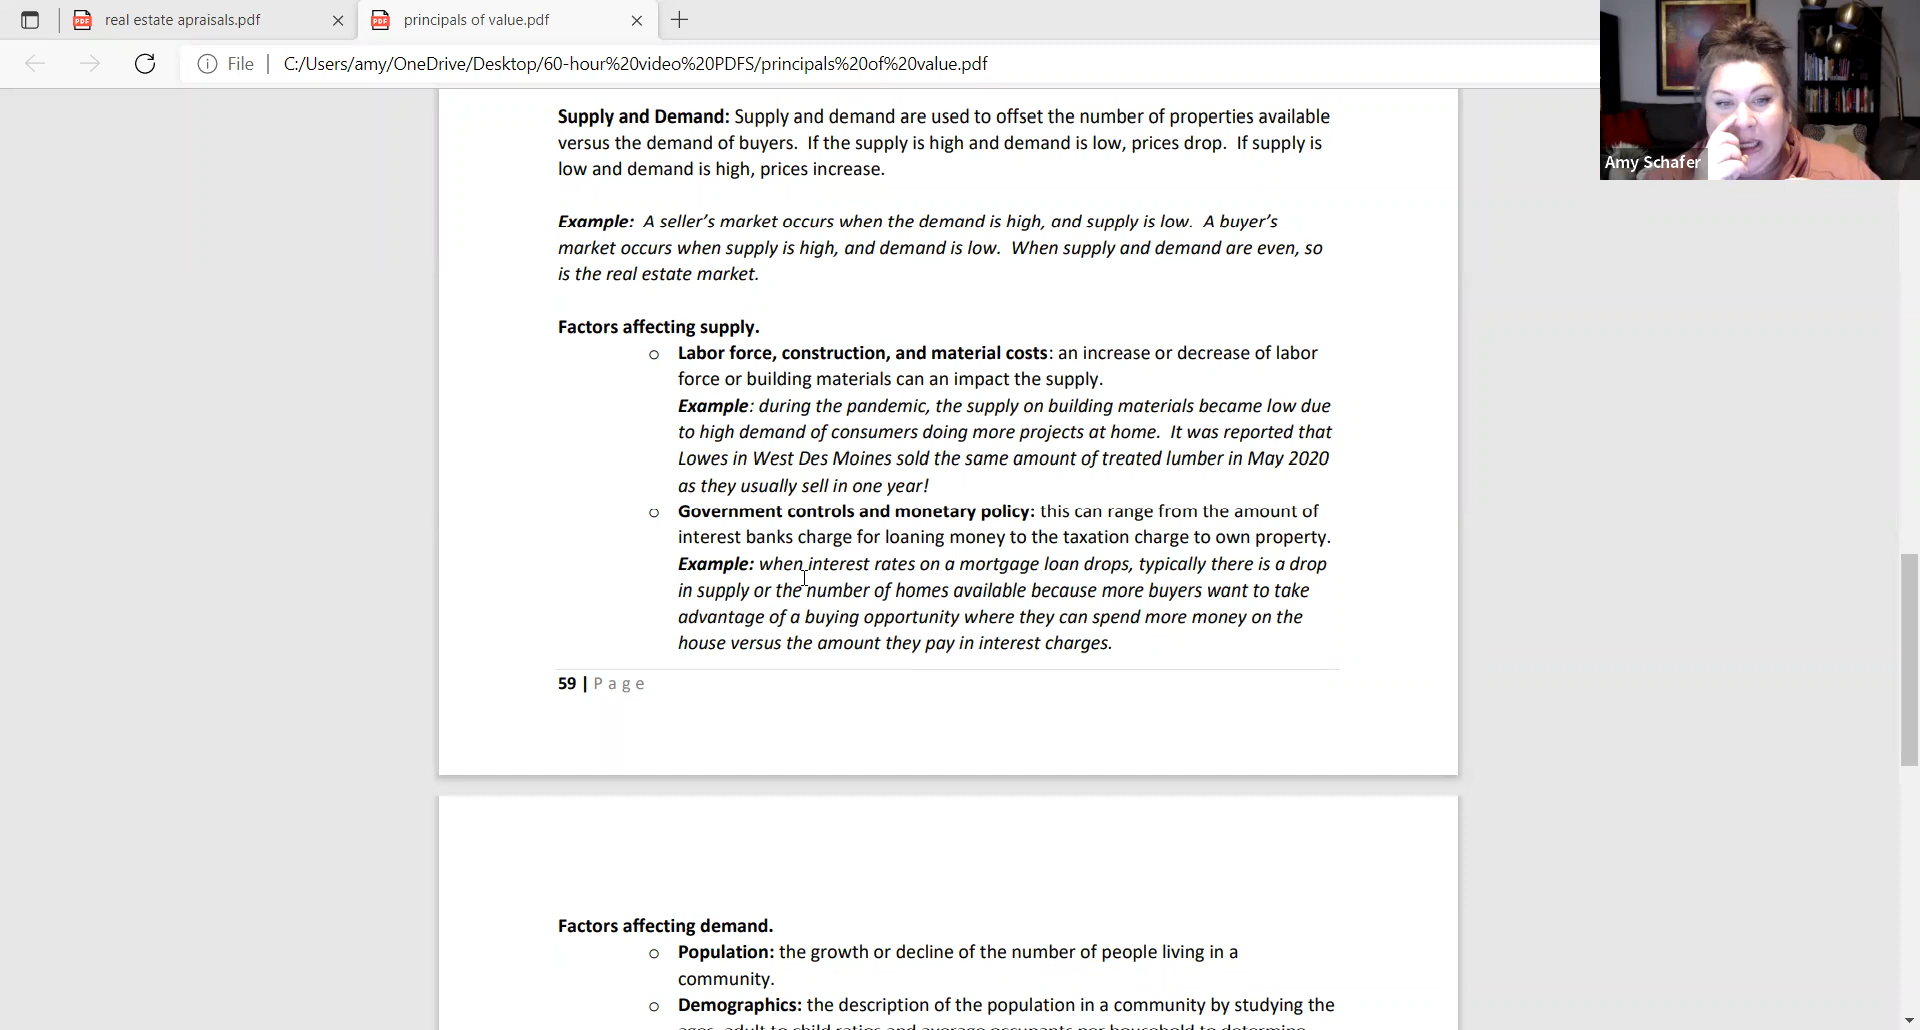 real estate appraisals.pdf
principals of value.pdf
File
C:/Users/amy/OneDrive/Desktop/60-hour%20video%20PDFS/principals%20of%20value.pdf
Amy Schafer
Supply and Demand: Supply and demand are used to offset the number of properties available
versus the demand of buyers. If the supply is high and demand is low, prices drop. If supply is
low and demand is high, prices increase.
Example: A seller's market occurs when the demand is high, and supply is low. A buyer's
market occurs when supply is high, and demand is low. When supply and demand are even, so
is the real estate market.
Factors affecting supply.
o Labor force, construction, and material costs: an increase or decrease of labor
force or building materials can an impact the supply.
Example: during the pandemic, the supply on building materials became low due
to high demand of consumers doing more projects at home. It was reported that
Lowes in West Des Moines sold the same amount of treated lumber in May 2020
as they usually sell in one year!
o Government controls and monetary policy: this can range from the amount of
interest banks charge for loaning money to the taxation charge to own property.
Example: when interest rates on a mortgage loan drops, typically there is a drop
in supply or the number of homes available because more buyers want to take
advantage of a buying opportunity where they can spend more money on the
house versus the amount they pay in interest charges.
59 | Page
Factors affecting demand.
o Population: the growth or decline of the number of people living in a
community.
o Demographics: the description of the population in a community by studying the
ages, adult to child ratios and average occupants per household to determine